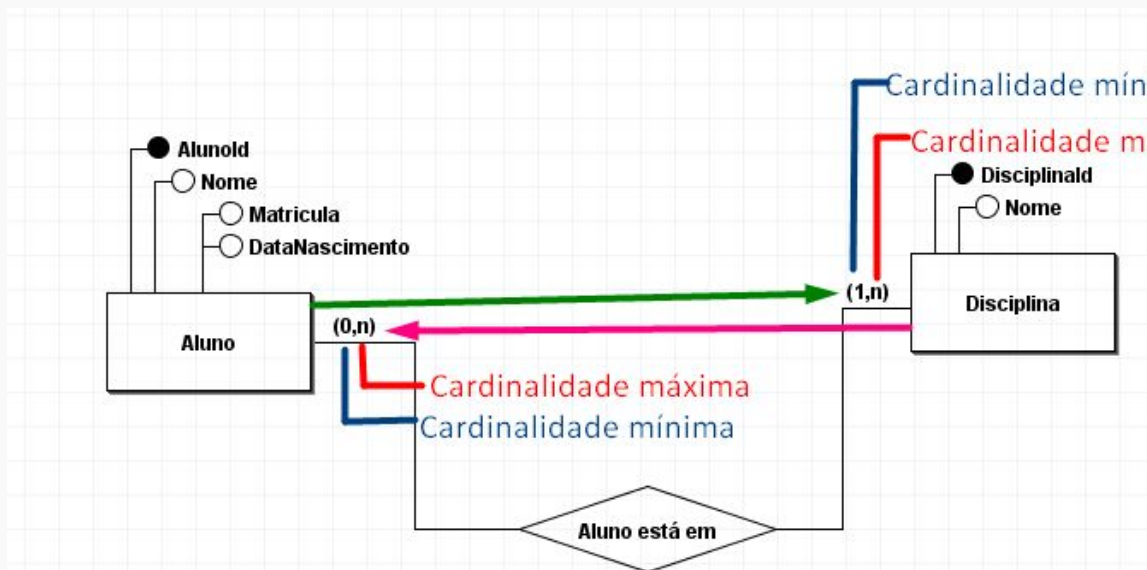 Cardinalidade mín
Cardinalidade m
AlunoId
Nome
Matricula
DataNascimento
DisciplinaId
Nome
(1,n)
Disciplina
(0,n)
Aluno
Cardinalidade máxima
Cardinalidade mínima
Aluno está em